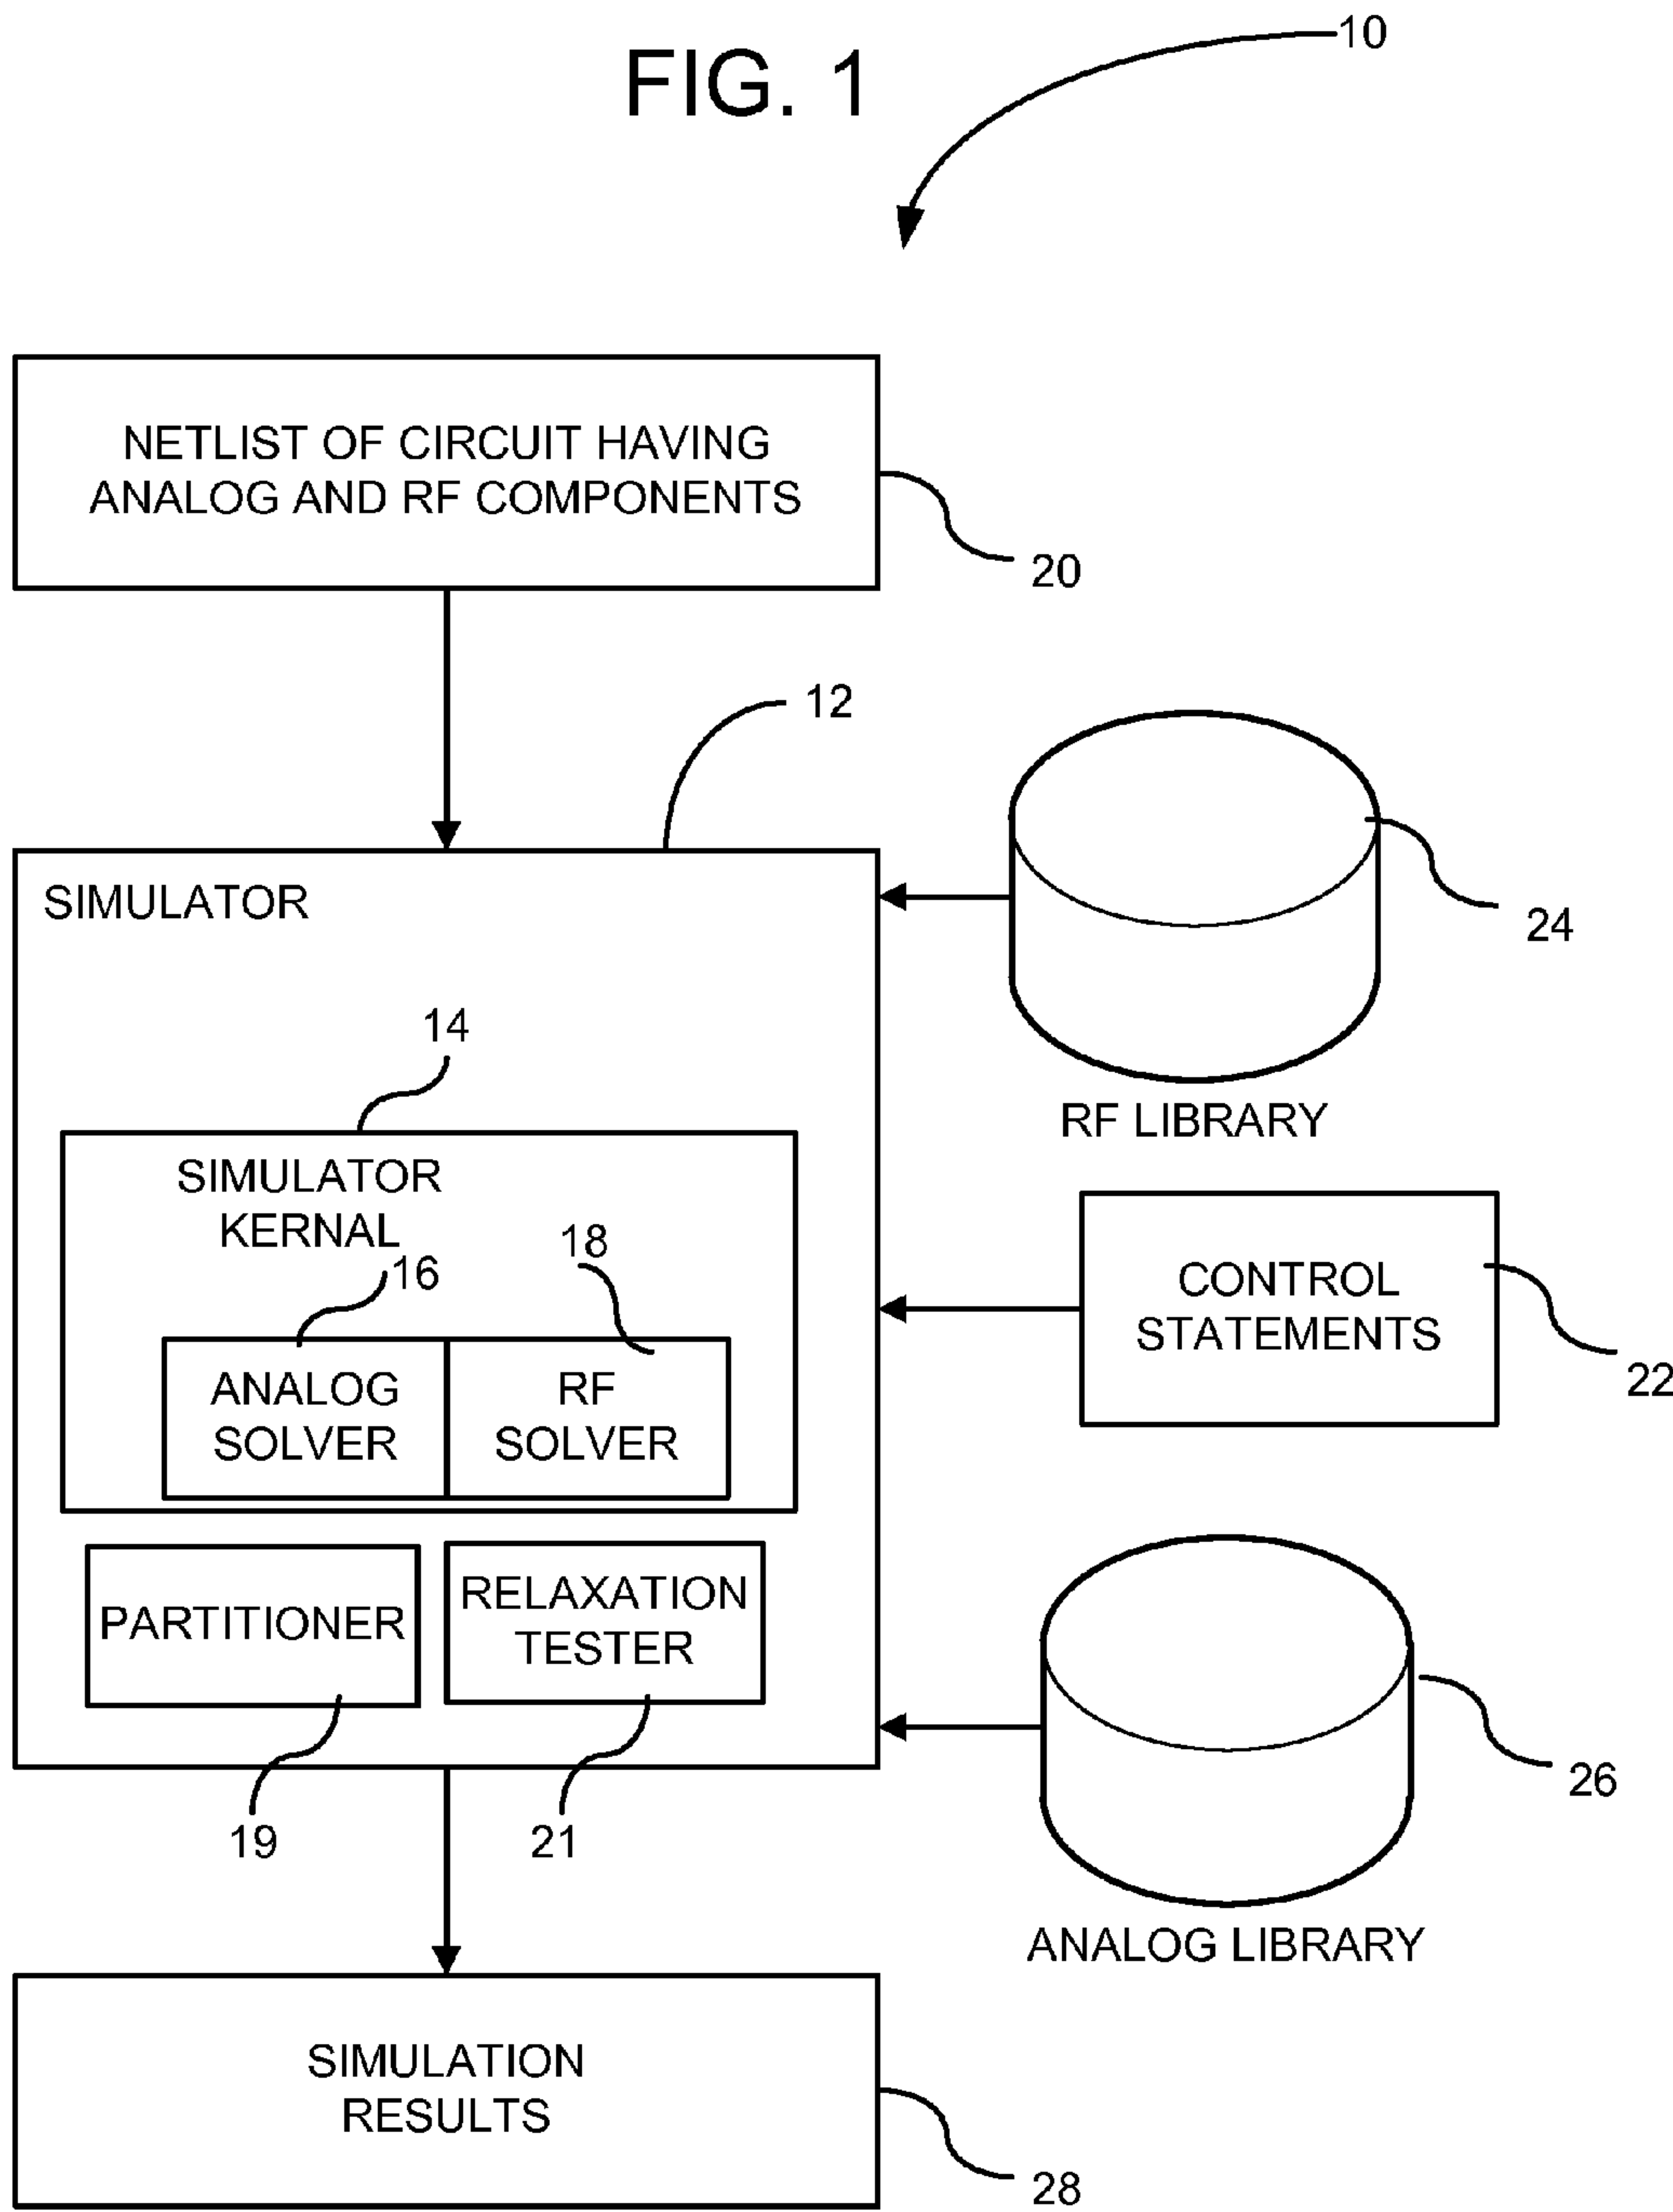 10
FIG. 1
NETLIST OF CIRCUIT HAVING
ANALOG AND RF COMPONENTS
20
12
SIMULATOR
24
14
RF LIBRARY
SIMULATOR
KERNAL
16
18
CONTROL
STATEMENTS
22
ANALOG
SOLVER
RF
SOLVER
PARTITIONER
RELAXATION
TESTER
26
19
21
ANALOG LIBRARY
SIMULATION
RESULTS
28